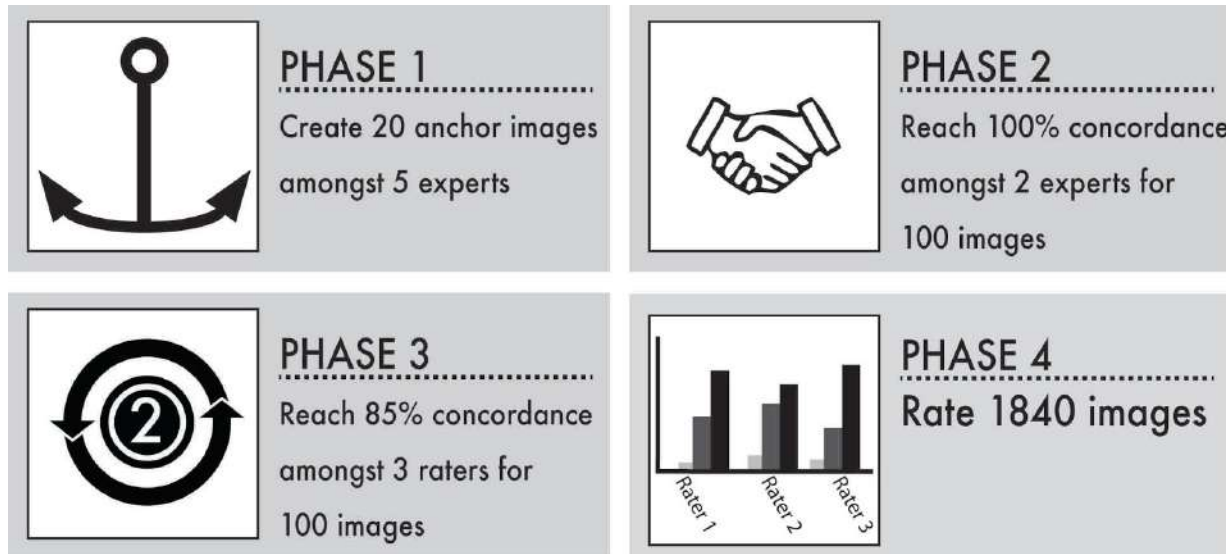 PHASE 1
Create 20 anchor images
amongst 5 experts
PHASE 2
Reach 100% concordance
amongst 2 experts for
100 images
2
PHASE 3
Reach 85% concordance
amongst 3 raters for
100 images
PHASE 4
Rate 1840 images
Rater 1
Rater 2
Rater 3